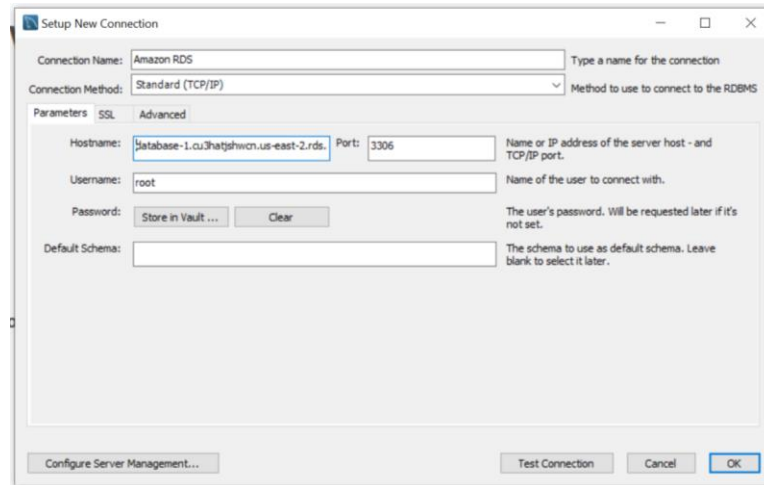 Setup New Connection
Connection Name: Amazon RDS Type a name for the connection
Connection Method: Standard (TCP/IP) Method to use to connect to the RDBMS
Parameters SSL Advanced
Hostname: database-1.cu3hatjshwcn.us-east-2.rds. Port: 3306 Name or IP address of the server host - and
TCP/IP port.
Username: root Name of the user to connect with.
Password: Store in Vault ... Clear The user's password. Will be requested later if it's
not set.
Default Schema: The schema to use as default schema. Leave
blank to select it later.
Configure Server Management... Test Connection Cancel OK